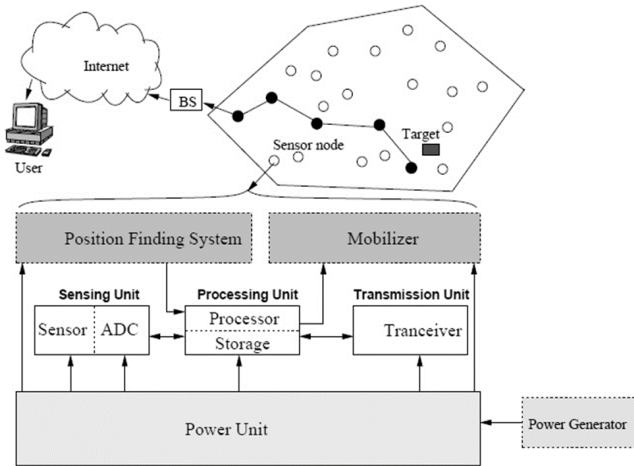 Internet
BS
User
Sensor node
Target
Position Finding System
Mobilizer
Sensing Unit
Processing Unit
Transmission Unit
Sensor
ADC
Processor
Storage
Tranceiver
Power Unit
Power Generator